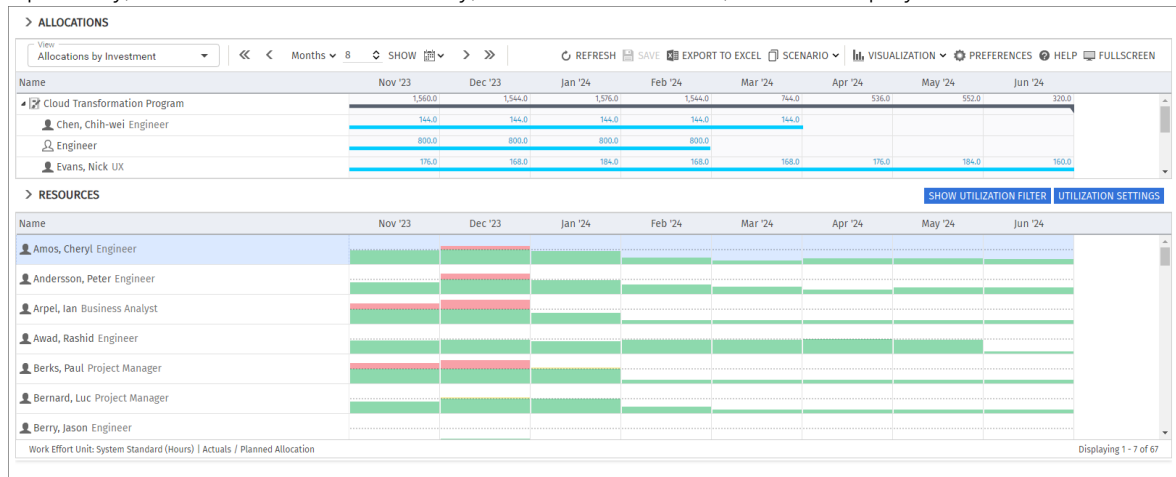 ALLOCATIONS
View
Allocations by Investment
Months 8 SHOW REFRESH SAVE EXPORT TO EXCEL SCENARIO VISUALIZATION PREFERENCES HELP FULLSCREEN
Name Nov '23 Dec '23 Jan '24 Feb '24 Mar '24 Apr '24 May '24 Jun '24
Cloud Transformation Program 1,560.0 1,544.0 1,576.0 1,544.0 744.0 536.0 552.0 320.0
Chen, Chih-wei Engineer 144.0 144.0 144.0 144.0 144.0
Engineer 800.0 800.0 800.0 800.0
Evans, Nick UX 176.0 168.0 184.0 168.0 168.0 176.0 184.0 160.0
RESOURCES SHOW UTILIZATION FILTER UTILIZATION SETTINGS
Name Nov '23 Dec '23 Jan '24 Feb '24 Mar '24 Apr '24 May '24 Jun '24
Amos, Cheryl Engineer
Andersson, Peter Engineer
Arpel, Ian Business Analyst
Awad, Rashid Engineer
Berks, Paul Project Manager
Bernard, Luc Project Manager
Berry, Jason Engineer
Work Effort Unit: System Standard (Hours) | Actuals / Planned Allocation Displaying 1 - 7 of 67